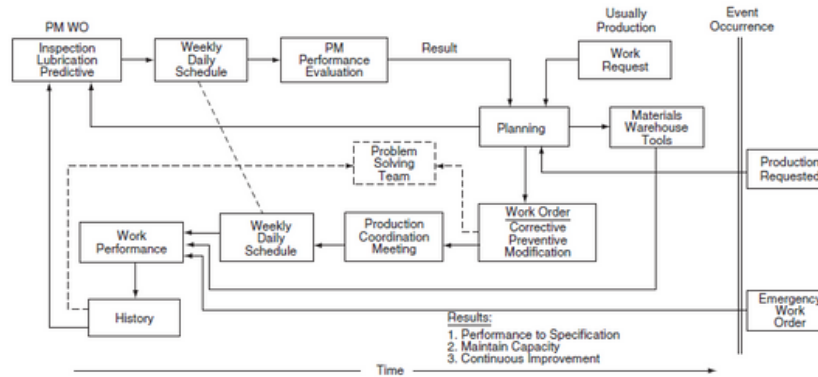 PM WO
Inspection
Lubrication
Predictive
Weekly
Daily
Schedule
PM
Performance
Evaluation
Result
Usually
Production
Work
Request
Event
Occurrence
Planning
Materials
Warehouse
Tools
Problem
Solving
Team
Production
Requested
Work
Performance
Weekly
Daily
Schedule
Production
Coordination
Meeting
Work Order
Corrective
Preventive
Modification
History
Emergency
Work
Order
Results:
1. Performance to Specification
2. Maintain Capacity
3. Continuous Improvement
Time